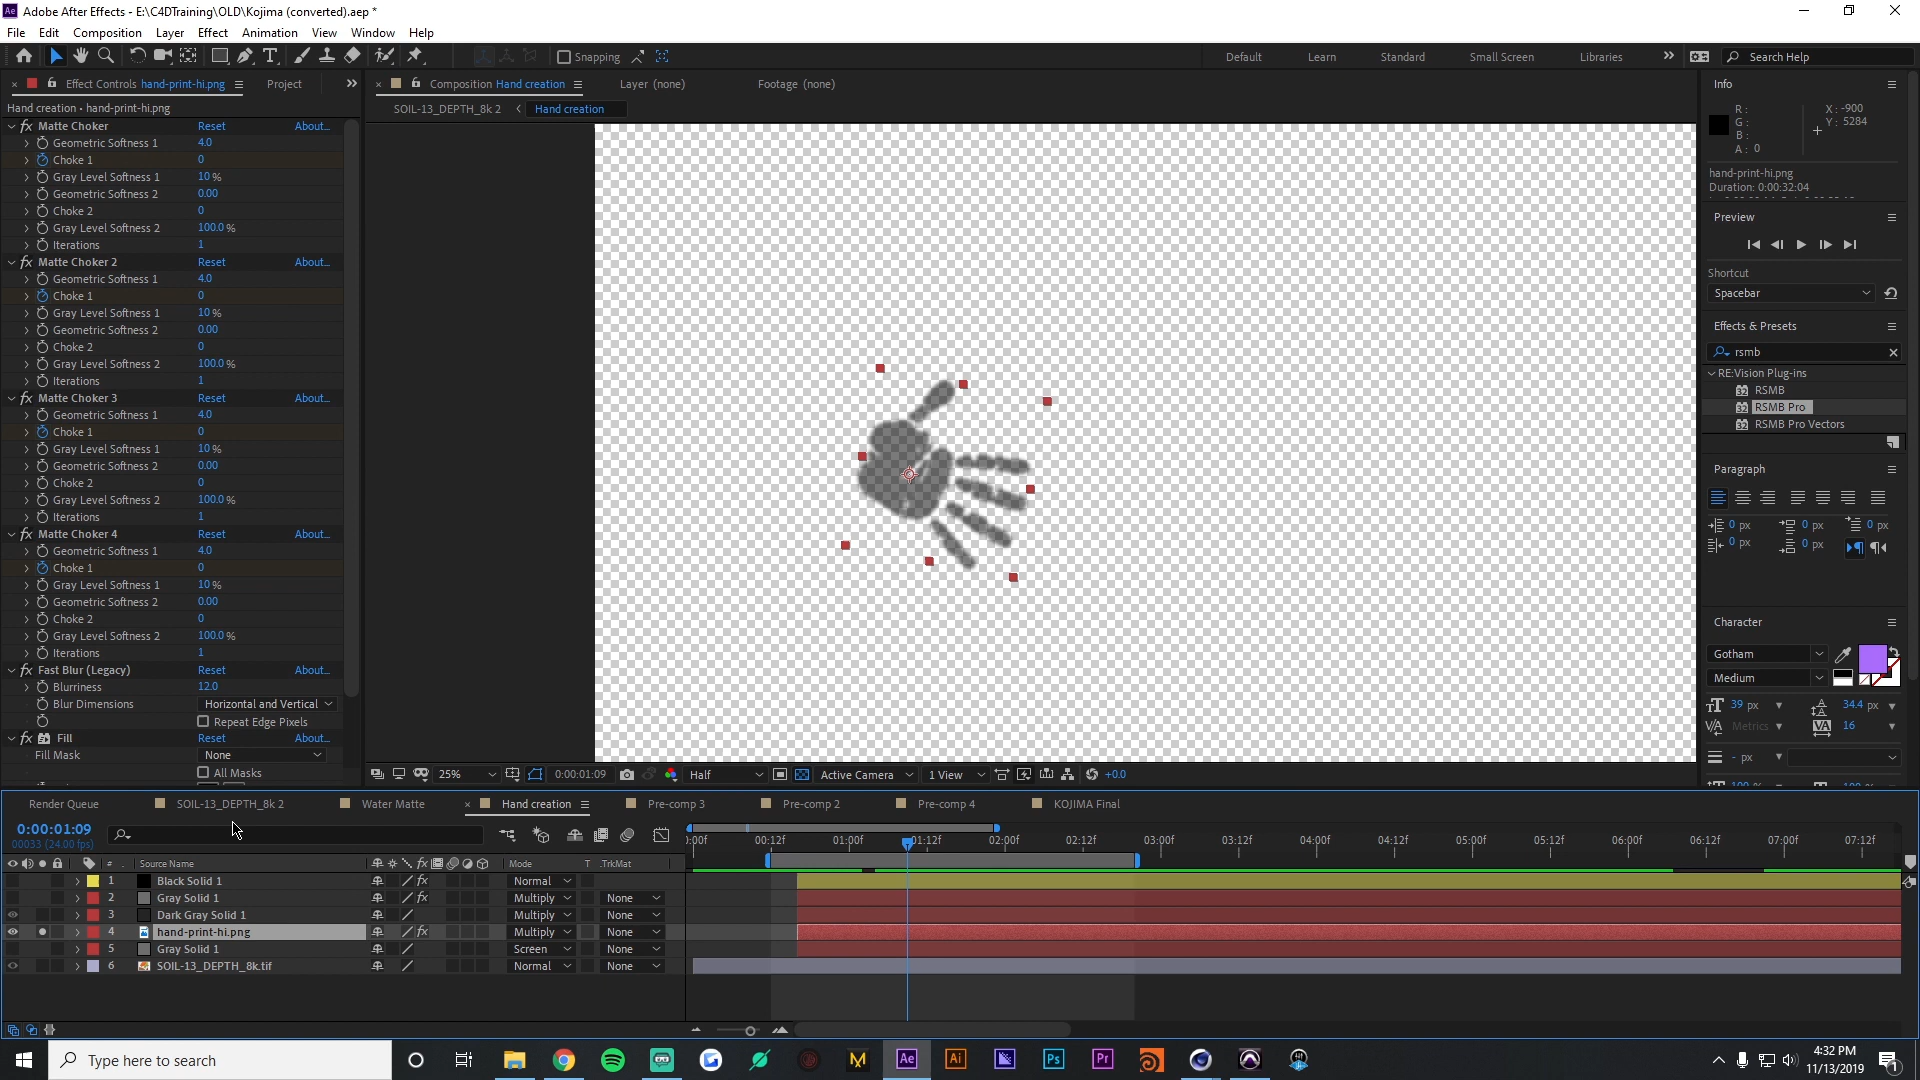 Adobe After Effects - E:\C4DTraining\OLD\Kojima (converted).aep *
File Edit Composition Layer Effect Animation View Window Help
Snapping
Default Learn Standard Small Screen Libraries Search Help
Effect Controls hand-print-hi.png Project
Composition Hand creation Layer (none) Footage (none)
Hand creation • hand-print-hi.png
SOIL-13_DEPTH_8k 2 Hand creation
Matte Choker Reset About...
Geometric Softness 1 4.0
Choke 1 0
Gray Level Softness 1 10 %
Geometric Softness 2 0.00
Choke 2 0
Gray Level Softness 2 100.0 %
Iterations 1
Matte Choker 2 Reset About...
Geometric Softness 1 4.0
Choke 1 0
Gray Level Softness 1 10 %
Geometric Softness 2 0.00
Choke 2 0
Gray Level Softness 2 100.0 %
Iterations 1
Matte Choker 3 Reset About...
Geometric Softness 1 4.0
Choke 1 0
Gray Level Softness 1 10 %
Geometric Softness 2 0.00
Choke 2 0
Gray Level Softness 2 100.0 %
Iterations 1
Matte Choker 4 Reset About...
Geometric Softness 1 4.0
Choke 1 0
Gray Level Softness 1 10 %
Geometric Softness 2 0.00
Choke 2 0
Gray Level Softness 2 100.0 %
Iterations 1
Fast Blur (Legacy) Reset About...
Blurriness 12.0
Blur Dimensions Horizontal and Vertical
Repeat Edge Pixels
Fill Reset About...
Fill Mask None
All Masks
25% 0:00:01:09 Half Active Camera 1 View +0.0
Info
R: X: -900
G: Y: 5284
B:
A: 0
hand-print-hi.png
Duration: 0:00:32:04
Preview
Shortcut
Spacebar
Effects & Presets
rsmb
RE:Vision Plug-ins
RSMB
RSMB Pro
RSMB Pro Vectors
Paragraph
0 px 0 px 0 px
0 px 0 px
Character
Gotham
Medium
39 px 34.4 px
Metrics 16
- px
Render Queue SOIL-13_DEPTH_8k 2 Water Matte Hand creation Pre-comp 3 Pre-comp 2 Pre-comp 4 KOJIMA Final
0:00:01:09
00033 (24.00 fps)
:00f 00:12f 01:00f 01:12f 02:00f 02:12f 03:00f 03:12f 04:00f 04:12f 05:00f 05:12f 06:00f 06:12f 07:00f 07:12f
# Source Name Mode T .TrkMat
1 Black Solid 1 Normal
2 Gray Solid 1 Multiply None
3 Dark Gray Solid 1 Multiply None
4 hand-print-hi.png Multiply None
5 Gray Solid 1 Screen None
6 SOIL-13_DEPTH_8k.tif Normal None
Type here to search
Ae Ai Ps Pr
4:32 PM
11/13/2019
1